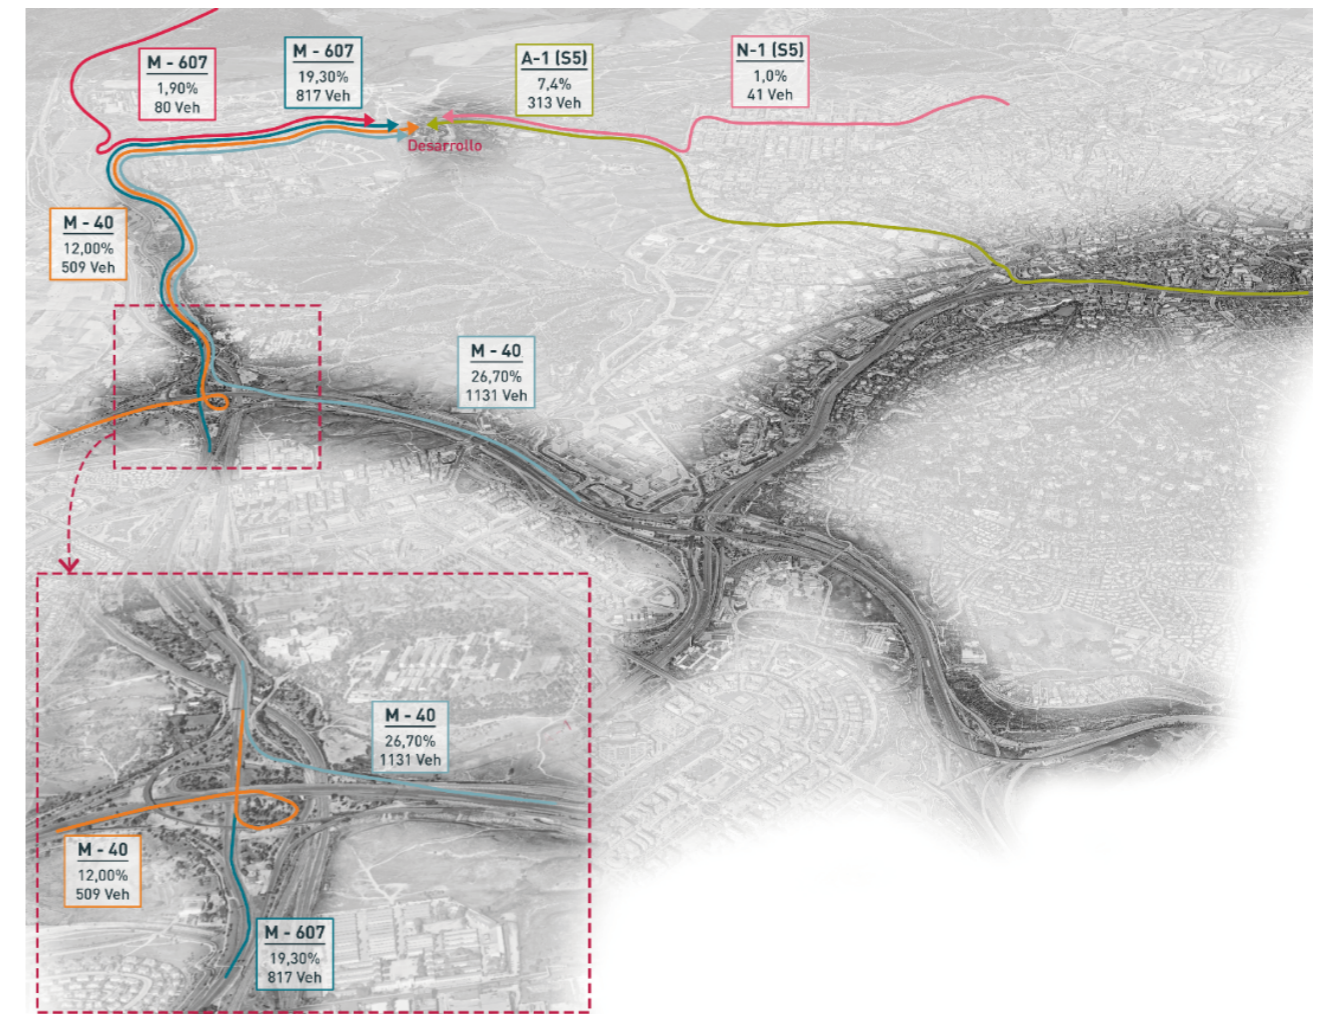 M - 607
1,90%
80 Veh
M - 607
19,30%
817 Veh
A-1 (S5)
7,4%
313 Veh
N-1 (S5)
1,0%
41 Veh
Desarrollo
M - 40
12,00%
509 Veh
M - 40
26,70%
1131 Veh
M - 40
26,70%
1131 Veh
M - 40
12,00%
509 Veh
M - 607
19,30%
817 Veh